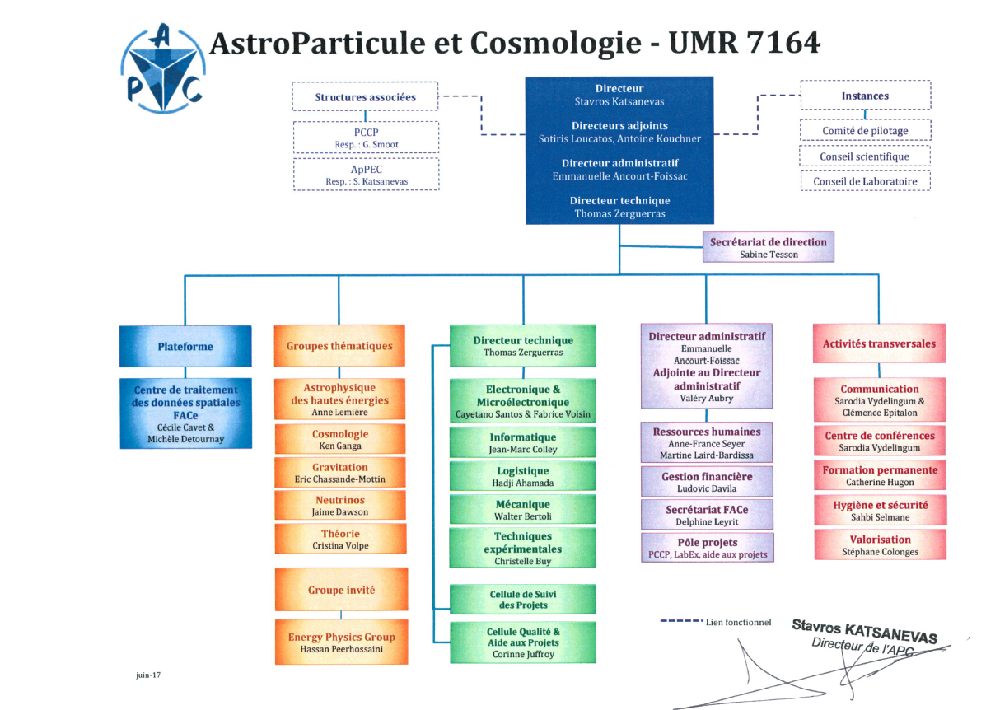 A
P C
AstroParticule et Cosmologie - UMR 7164
Structures associées
PCCP
Resp. : G. Smoot
ApPEC
Resp. : S. Katsanevas
Directeur
Stavros Katsanevas
Directeurs adjoints
Sotiris Loucatos, Antoine Kouchner
Directeur administratif
Emmanuelle Ancourt-Foissac
Directeur technique
Thomas Zerguerras
Instances
Comité de pilotage
Conseil scientifique
Conseil de Laboratoire
Secrétariat de direction
Sabine Tesson
Plateforme
Centre de traitement
des données spatiales
FACe
Cécile Cavet &
Michèle Detournay
Groupes thématiques
Astrophysique
des hautes énergies
Anne Lemière
Cosmologie
Ken Ganga
Gravitation
Eric Chassande-Mottin
Neutrinos
Jaime Dawson
Théorie
Cristina Volpe
Groupe invité
Energy Physics Group
Hassan Peerhossaini
Directeur technique
Thomas Zerguerras
Electronique &
Microélectronique
Cayetano Santos & Fabrice Voisin
Informatique
Jean-Marc Colley
Logistique
Hadji Ahamada
Mécanique
Walter Bertoli
Techniques
expérimentales
Christelle Buy
Cellule de Suivi
des Projets
Cellule Qualité &
Aide aux Projets
Corinne Juffroy
Directeur administratif
Emmanuelle
Ancourt-Foissac
Adjointe au Directeur
administratif
Valéry Aubry
Ressources humaines
Anne-France Seyer
Martine Laird-Bardissa
Gestion financière
Ludovic Davila
Secrétariat FACe
Delphine Leyrit
Pôle projets
PCCP, LabEx, aide aux projets
Activités transversales
Communication
Sarodia Vydelingum &
Clémence Epitalon
Centre de conférences
Sarodia Vydelingum
Formation permanente
Catherine Hugon
Hygiène et sécurité
Sahbi Selmane
Valorisation
Stéphane Colonges
Lien fonctionnel
Stavros KATSANEVAS
Directeur de l'APC
juin-17